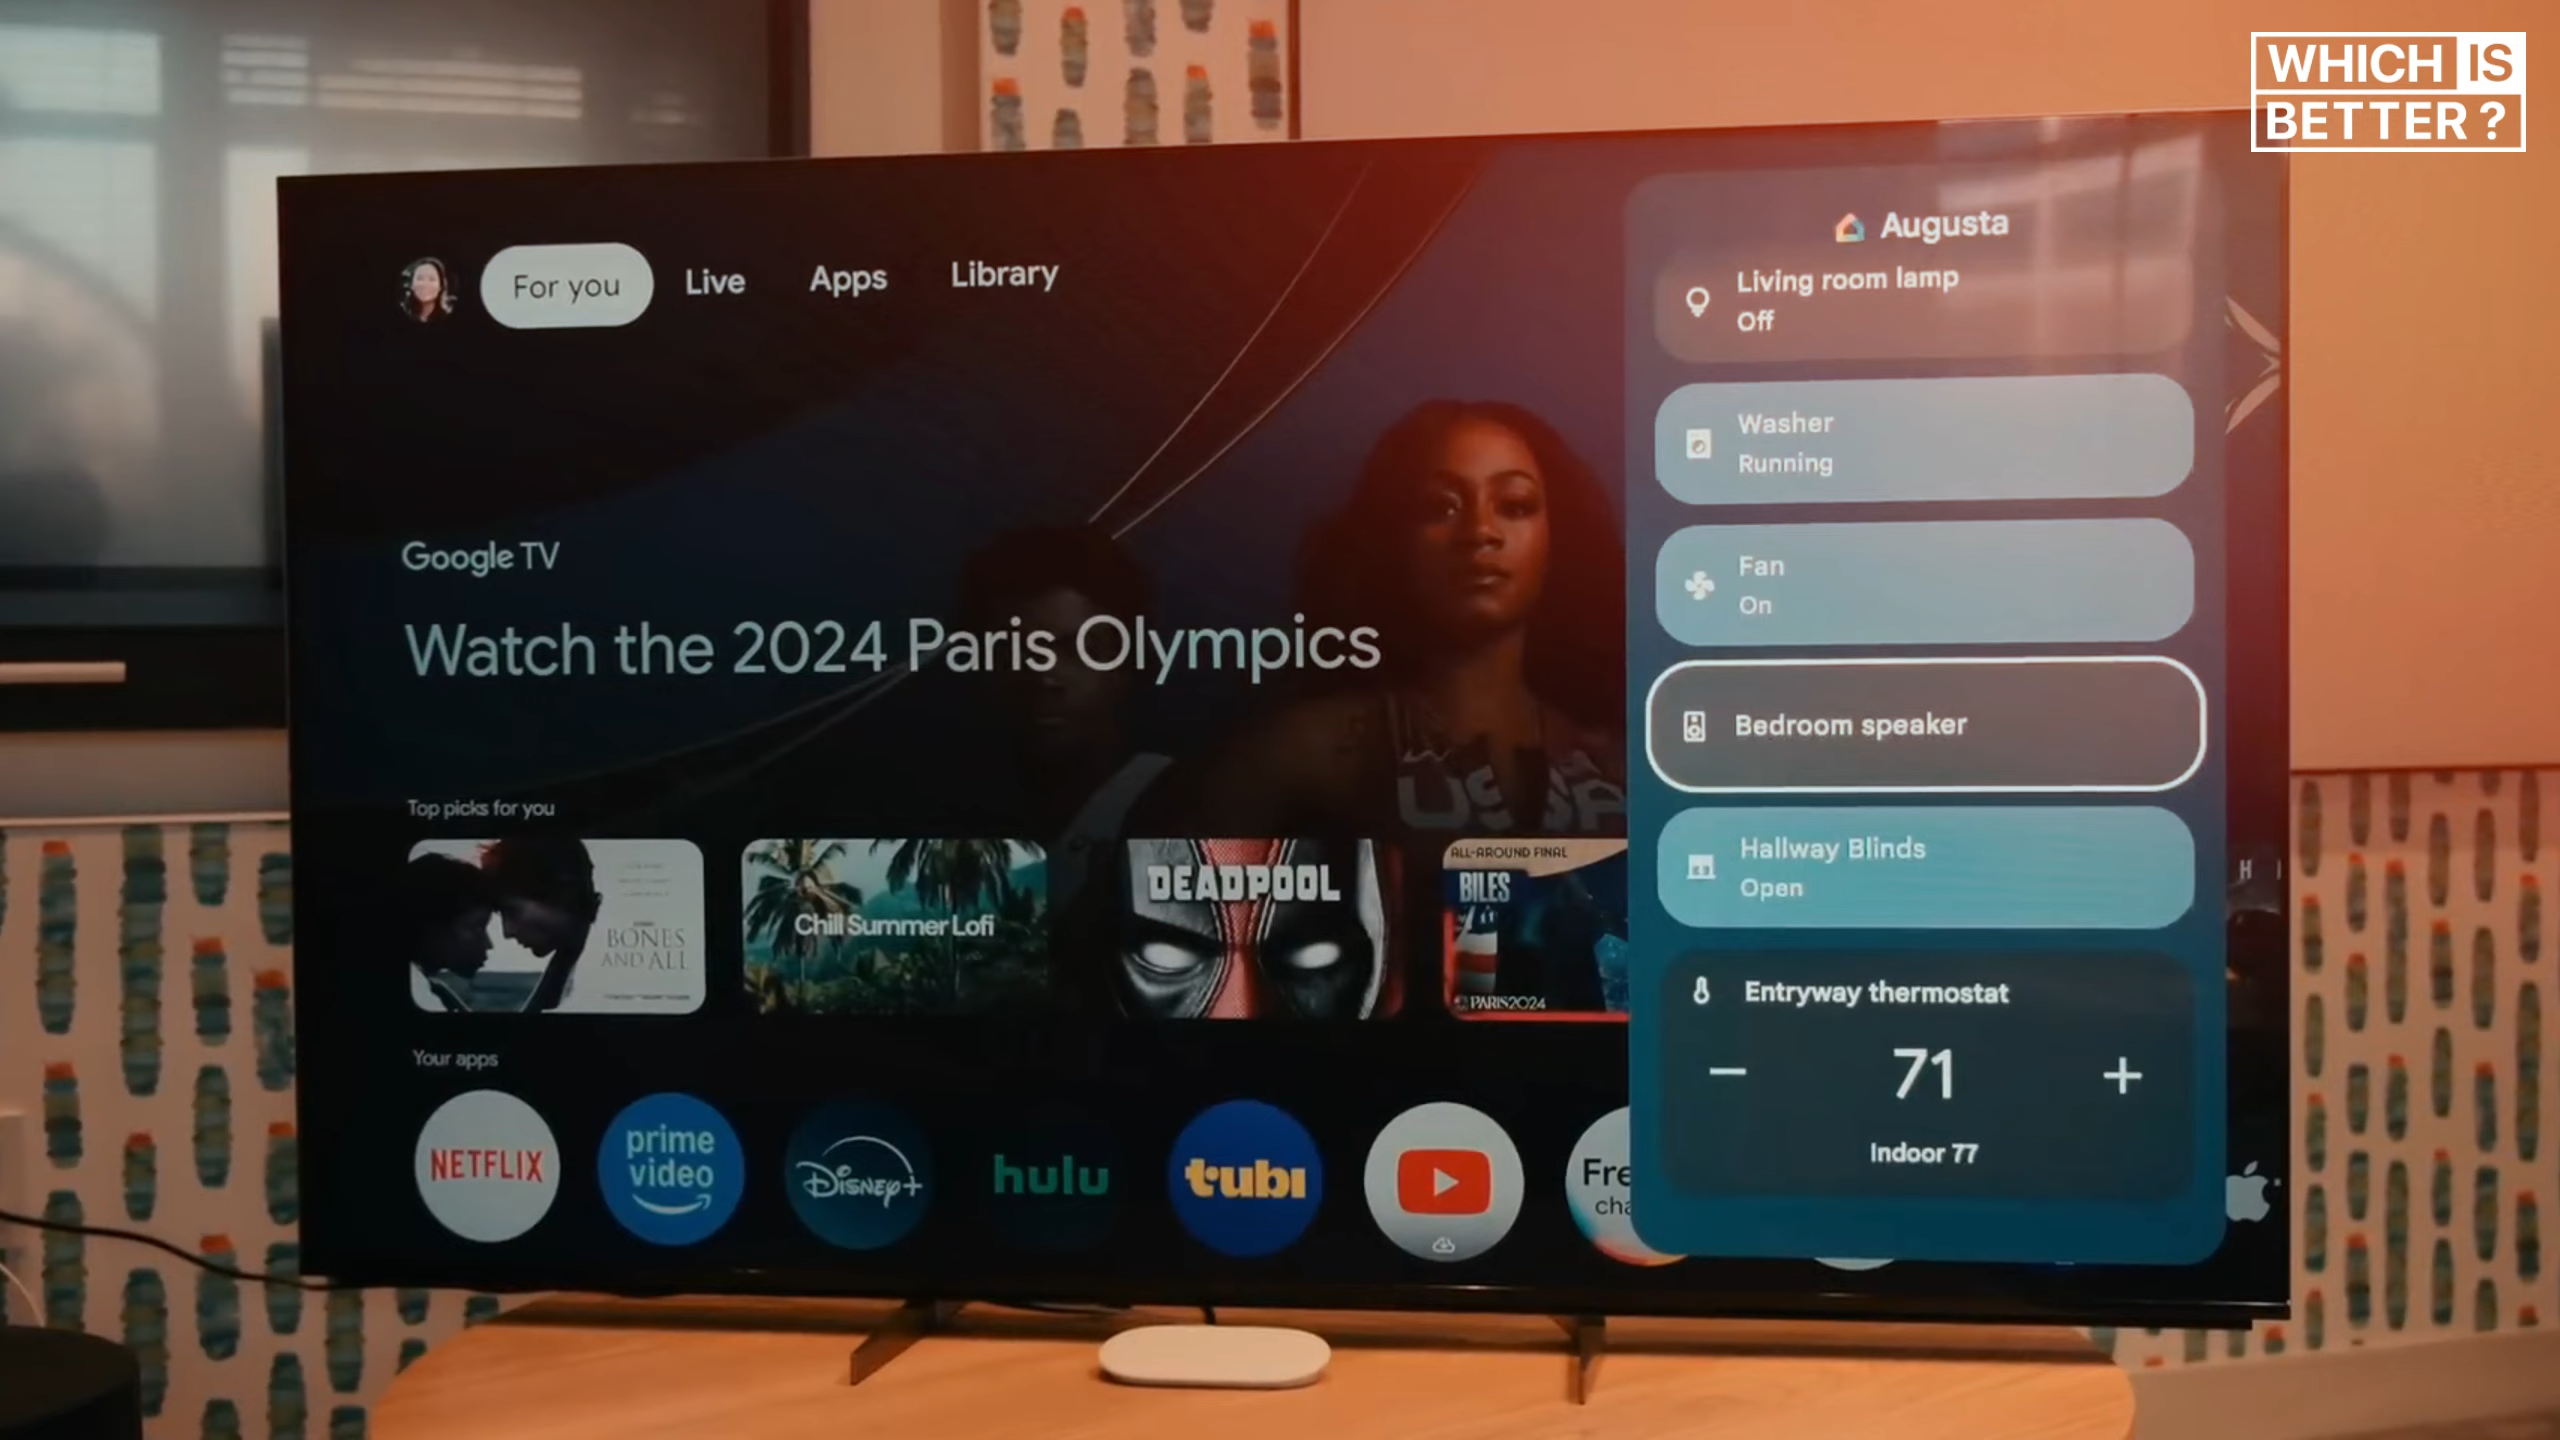 WHICH IS
BETTER?
For you
Live
Apps
Library
Google TV
Watch the 2024 Paris Olympics
Top picks for you
BONES
AND ALL
Chill Summer Lofi
DEADPOOL
ALL-AROUND FINAL
BILES
PARIS2024
Your apps
NETFLIX
prime
video
Disney+
hulu
tubi
Fre
cha
Augusta
Living room lamp
Off
Washer
Running
Fan
On
Bedroom speaker
Hallway Blinds
Open
Entryway thermostat
− 71 +
Indoor 77